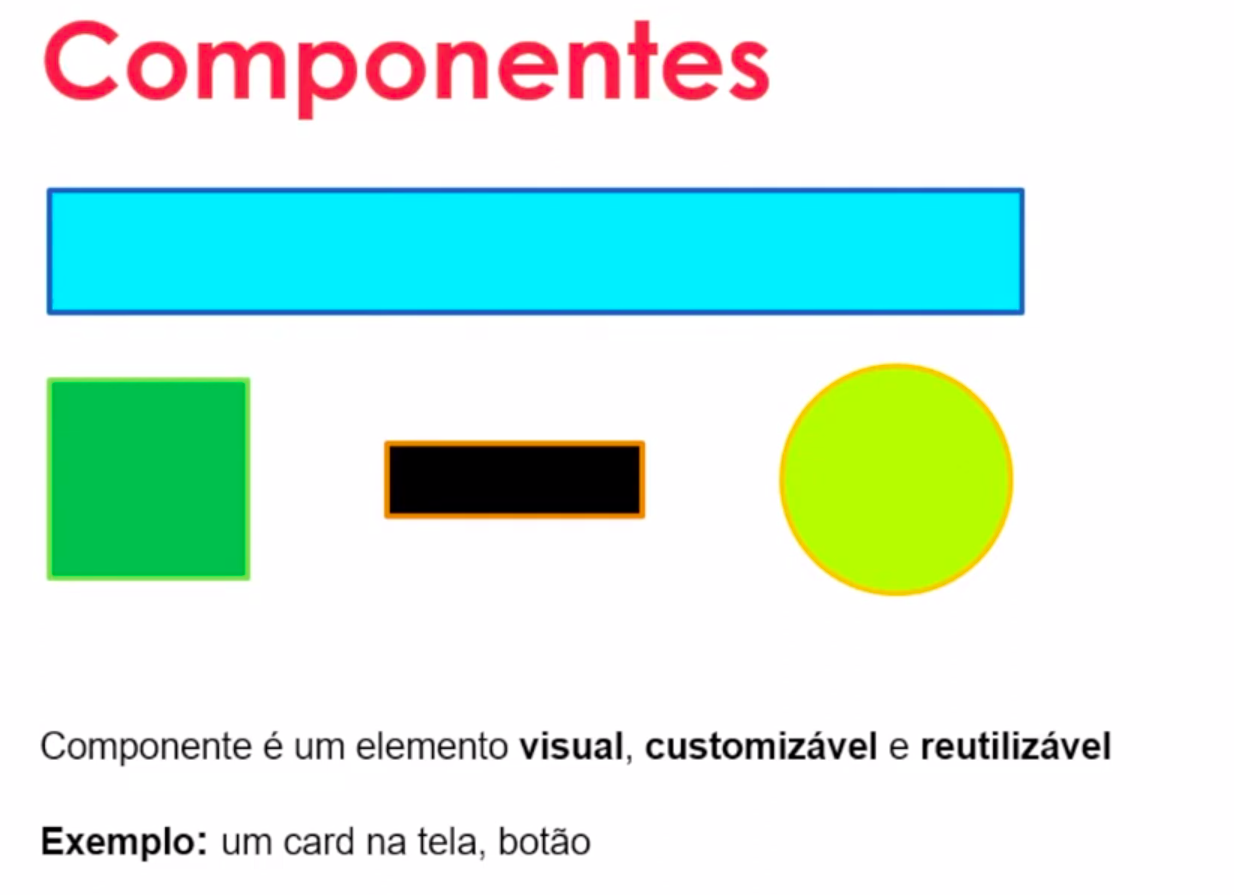 Componentes
Componente é um elemento visual, customizável e reutilizável
Exemplo: um card na tela, botão